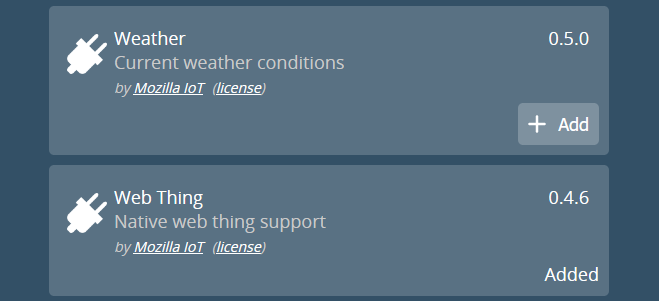 Weather 0.5.0
Current weather conditions
by Mozilla IoT (license)
+ Add
Web Thing 0.4.6
Native web thing support
by Mozilla IoT (license)
Added